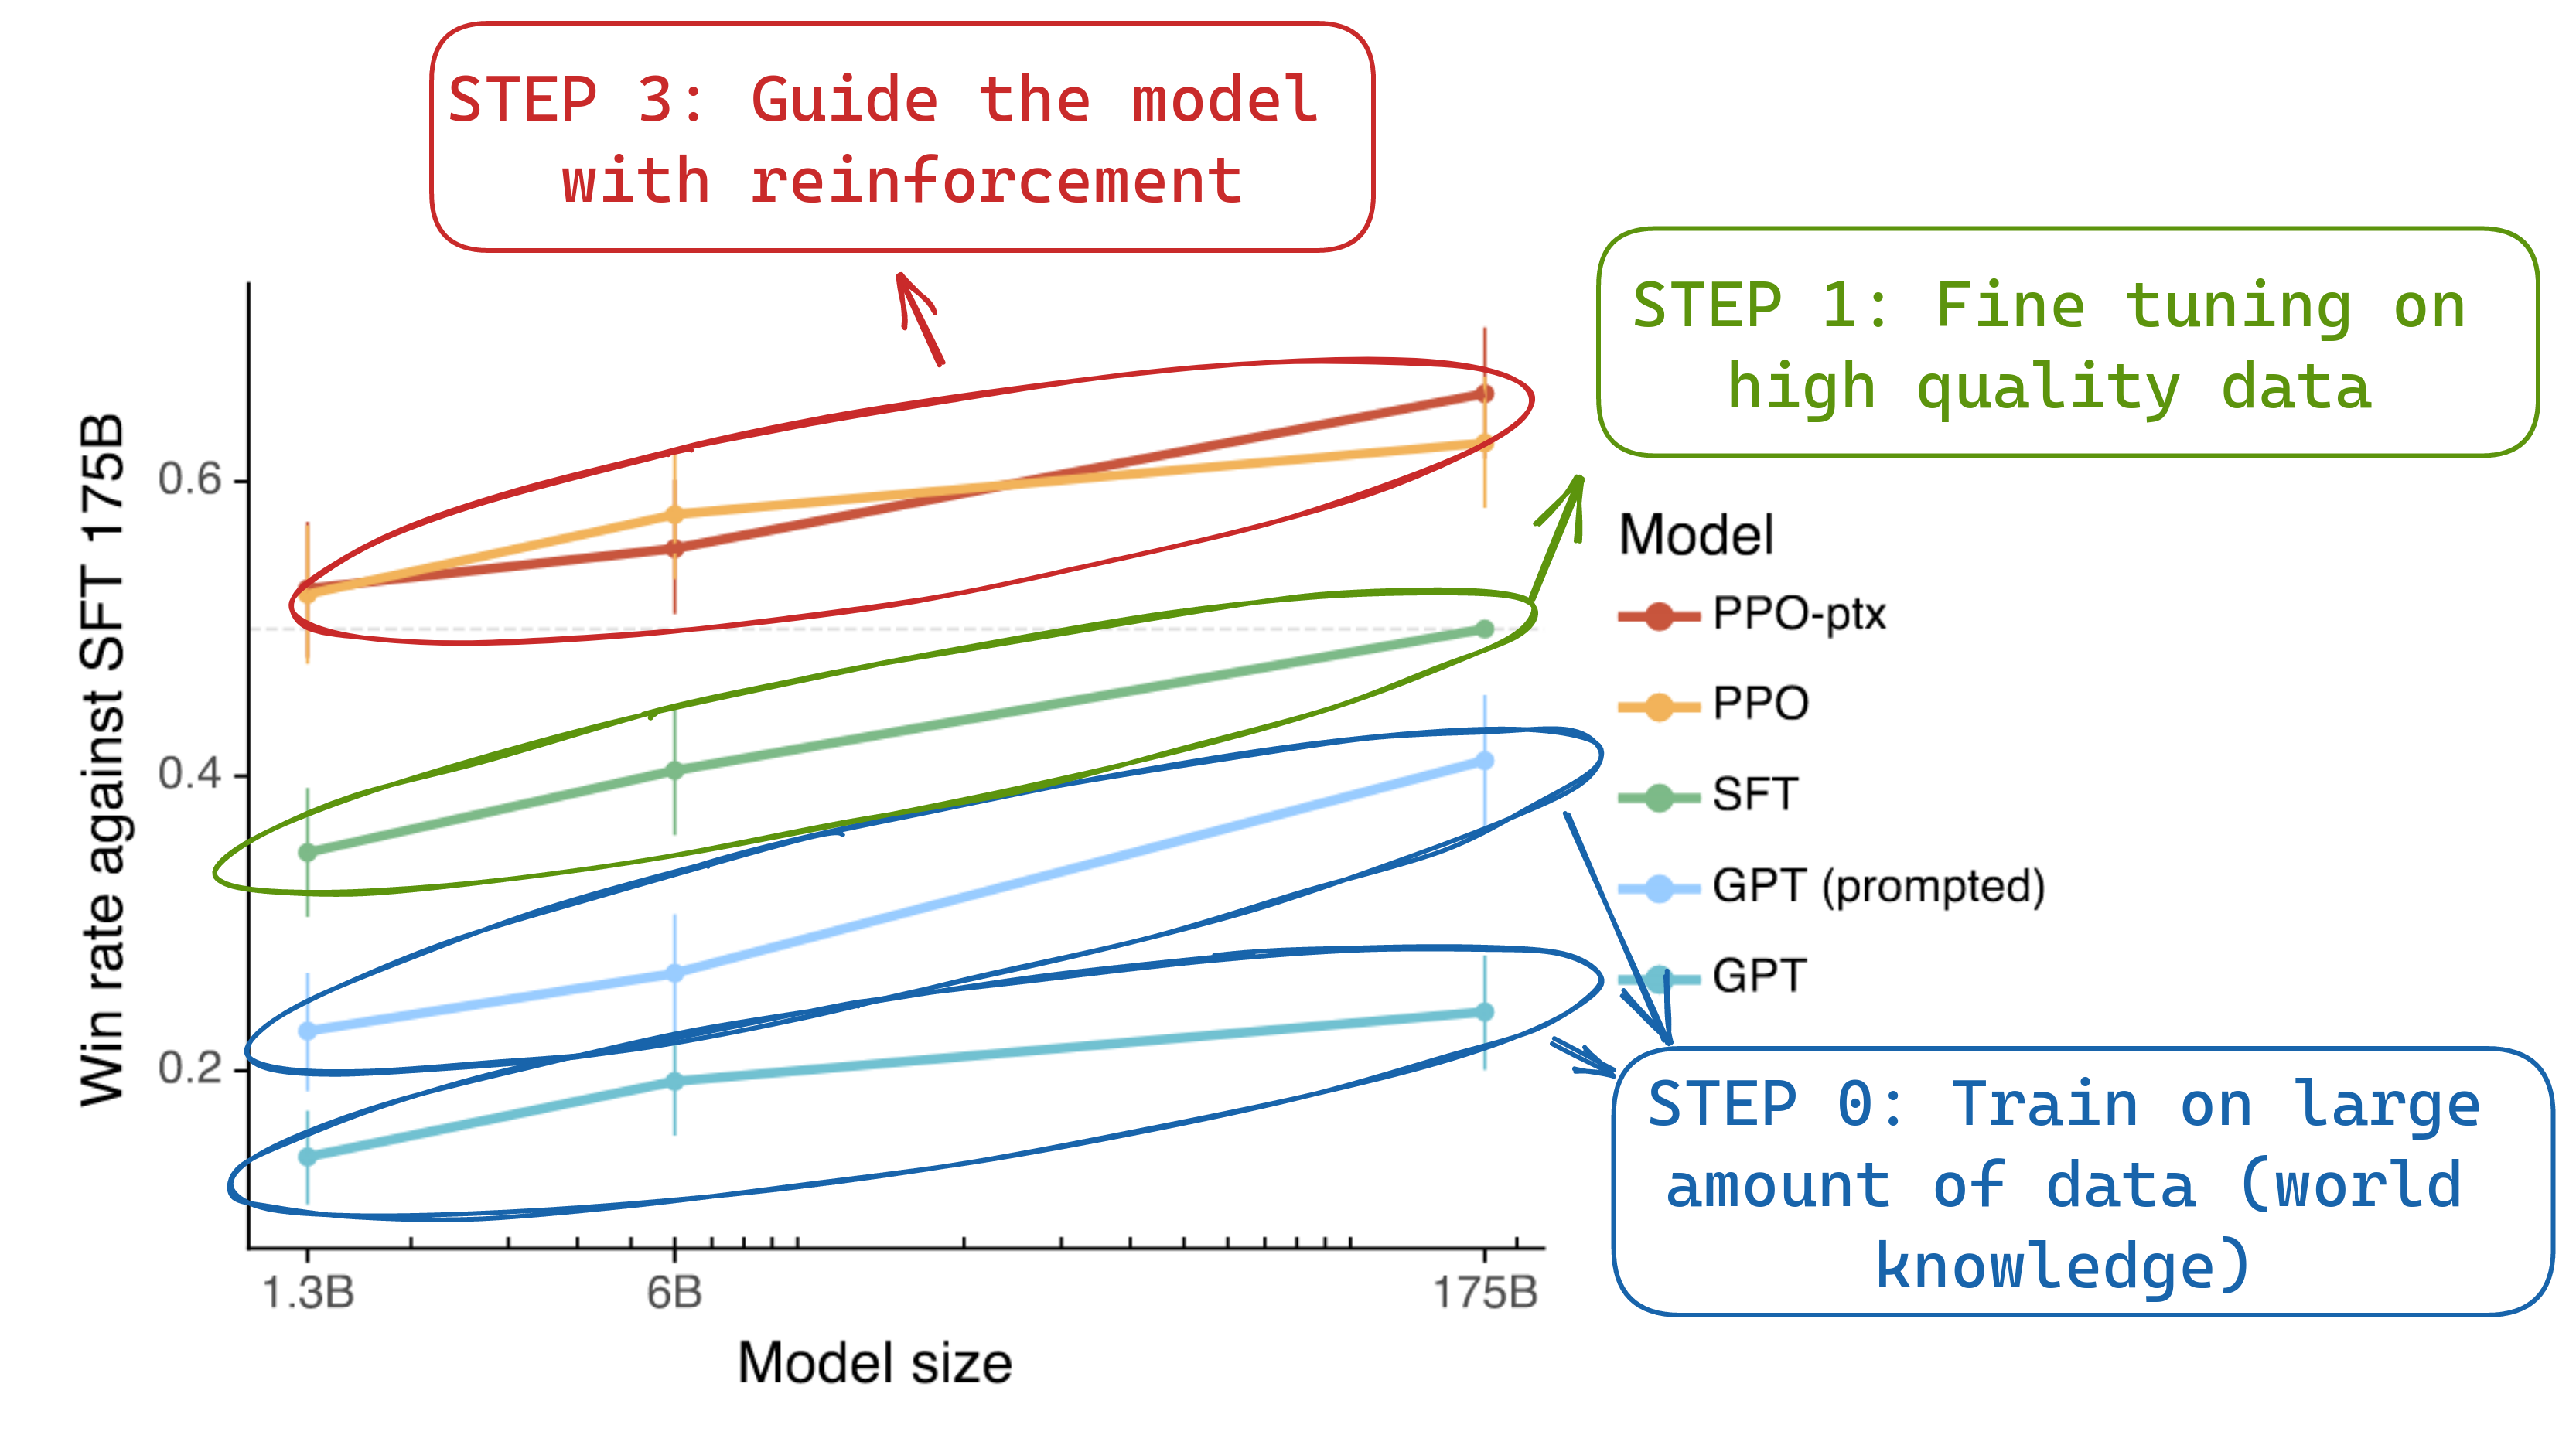 STEP 3: Guide the model
with reinforcement
STEP 1: Fine tuning on
high quality data
Win rate against SFT 175B
0.6
0.4
0.2
Model
PPO-ptx
PPO
SFT
GPT (prompted)
GPT
STEP 0: Train on large
amount of data (world
knowledge)
1.3B
6B
175B
Model size